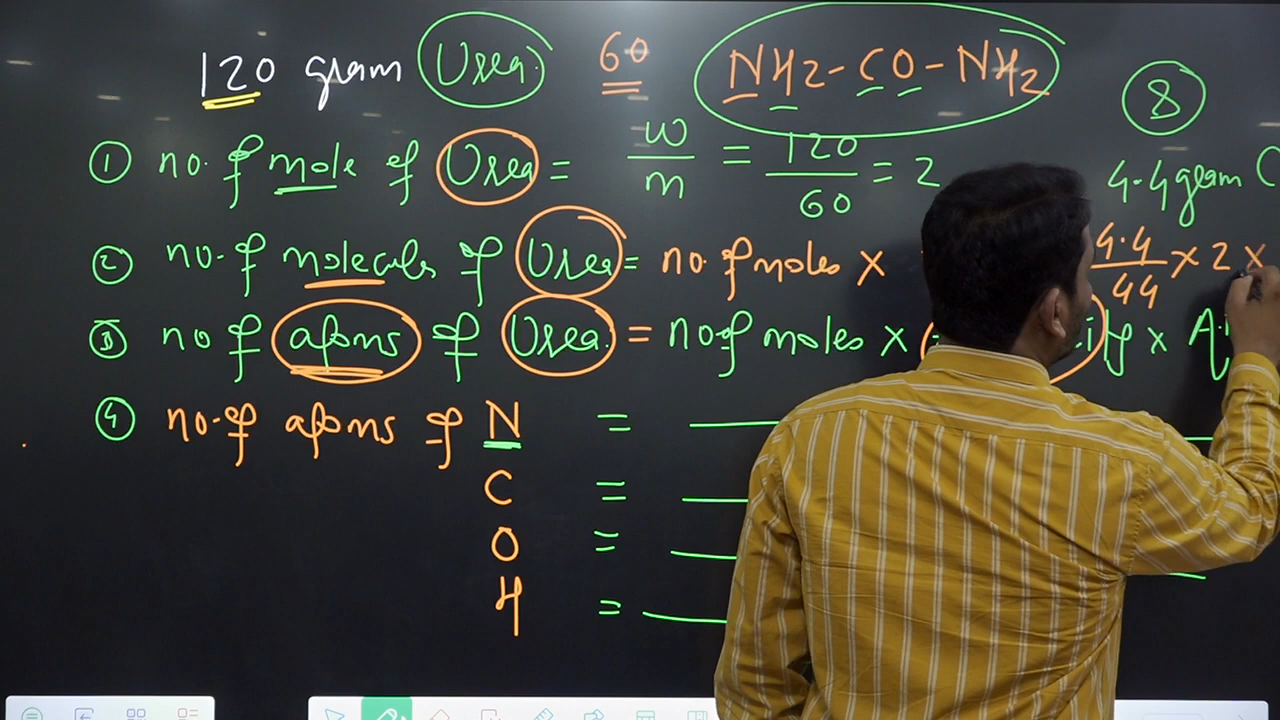 120 gram Urea. 60 NH2-CO-NH2
8
① no. of mole of Urea = w/m = 120/60 = 2
4.4 gram C
② no. of molecules of Urea = no. of moles ×
4.4/44 × 2 ×
③ no of atoms of Urea. = no of moles ×
④ no. of atoms of N =
C =
O =
H =